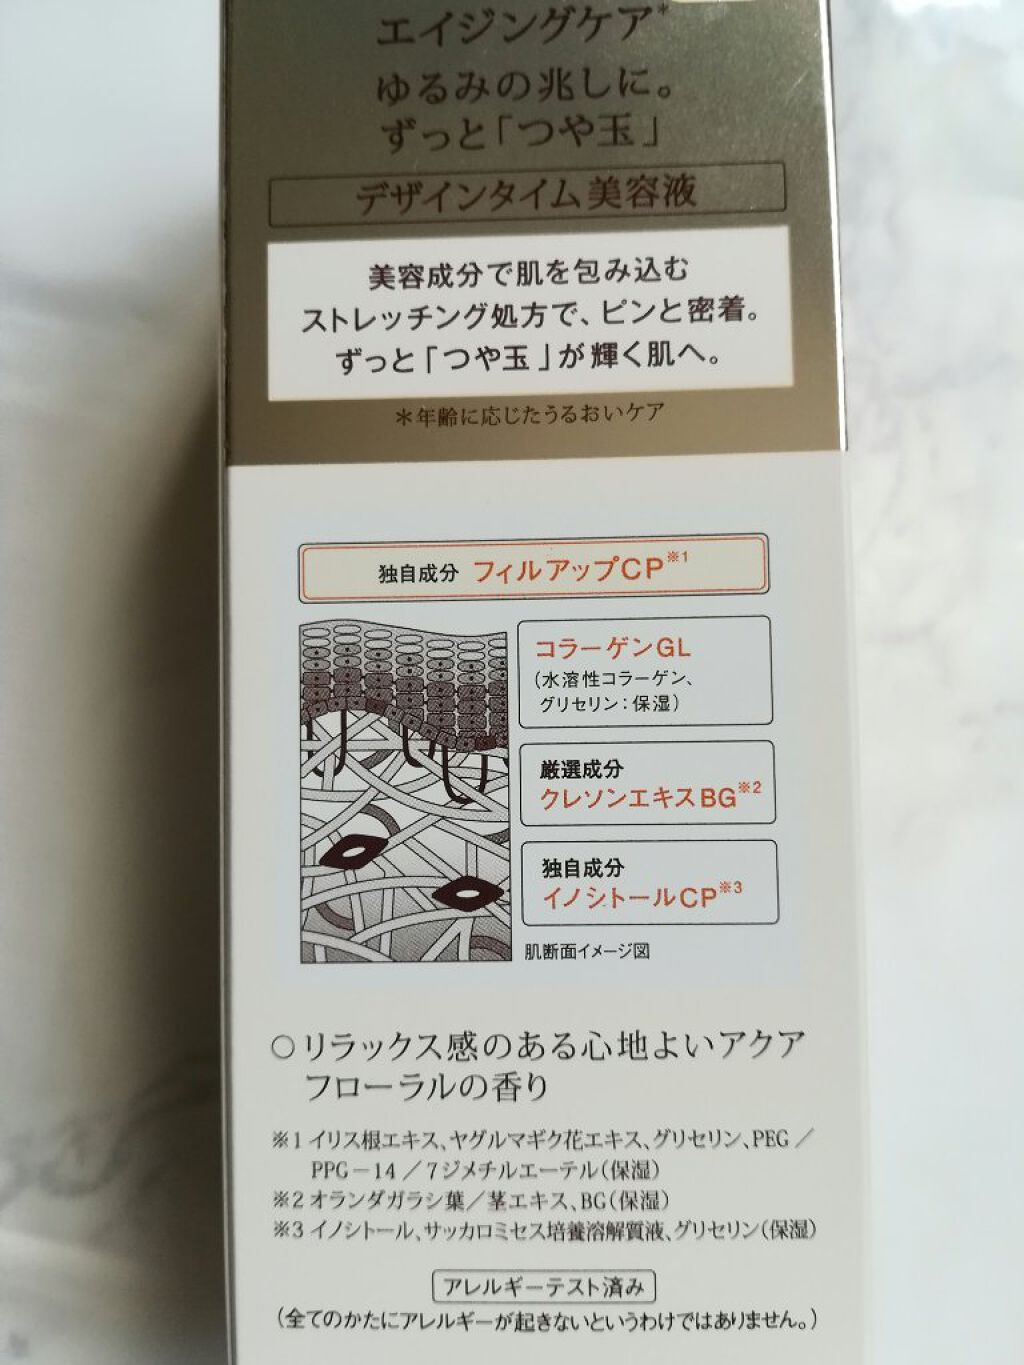 エイジングケア*
ゆるみの兆しに。
ずっと「つや玉」
デザインタイム美容液
美容成分で肌を包み込む
ストレッチング処方で、ピンと密着。
ずっと「つや玉」が輝く肌へ。
＊年齢に応じたうるおいケア
独自成分 フィルアップCP※1
コラーゲンGL
（水溶性コラーゲン、
グリセリン：保湿）
厳選成分
クレソンエキスBG※2
独自成分
イノシトールCP※3
肌断面イメージ図
○リラックス感のある心地よいアクア
フローラルの香り
※1 イリス根エキス、ヤグルマギク花エキス、グリセリン、PEG／
PPG－14／7ジメチルエーテル（保湿）
※2 オランダガラシ葉／茎エキス、BG（保湿）
※3 イノシトール、サッカロミセス培養溶解質液、グリセリン（保湿）
アレルギーテスト済み
（全てのかたにアレルギーが起きないというわけではありません。）